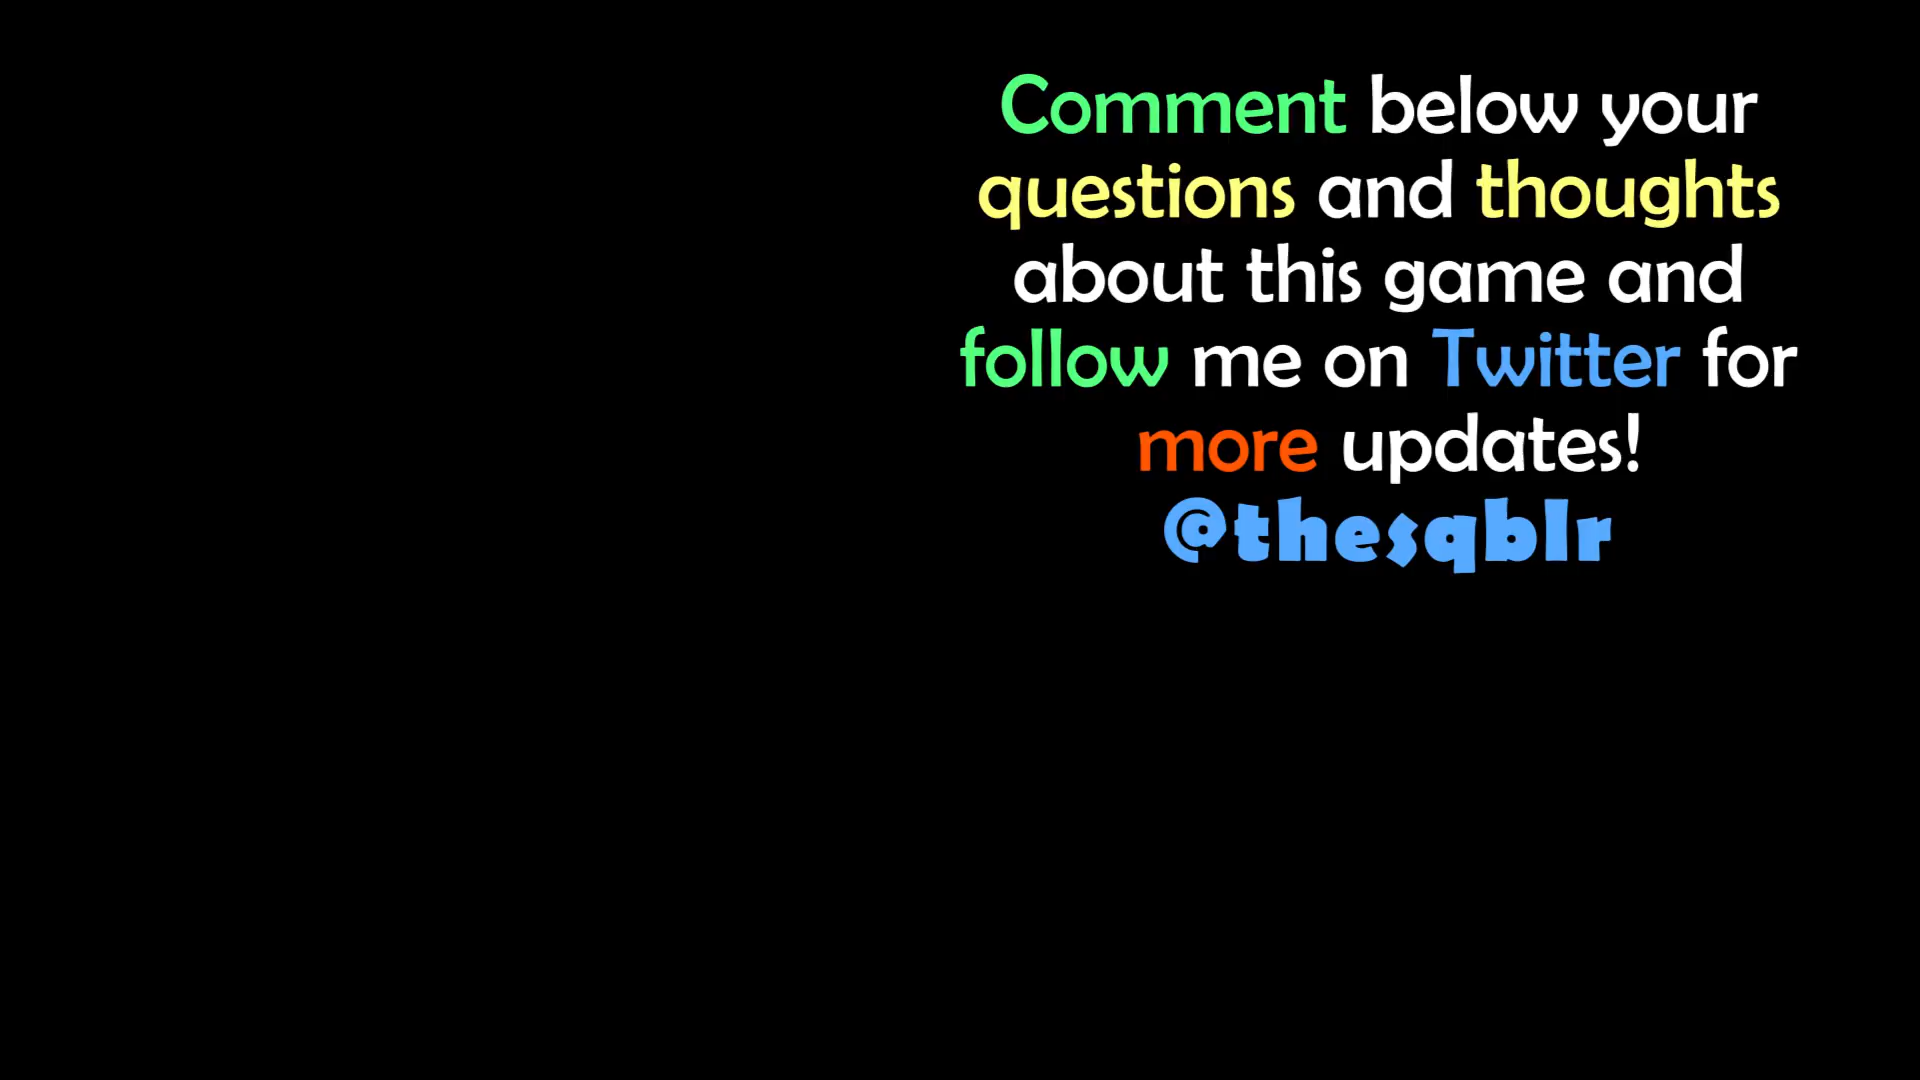 Comment below your
questions and thoughts
about this game and
follow me on Twitter for
more updates!
@thesqblr